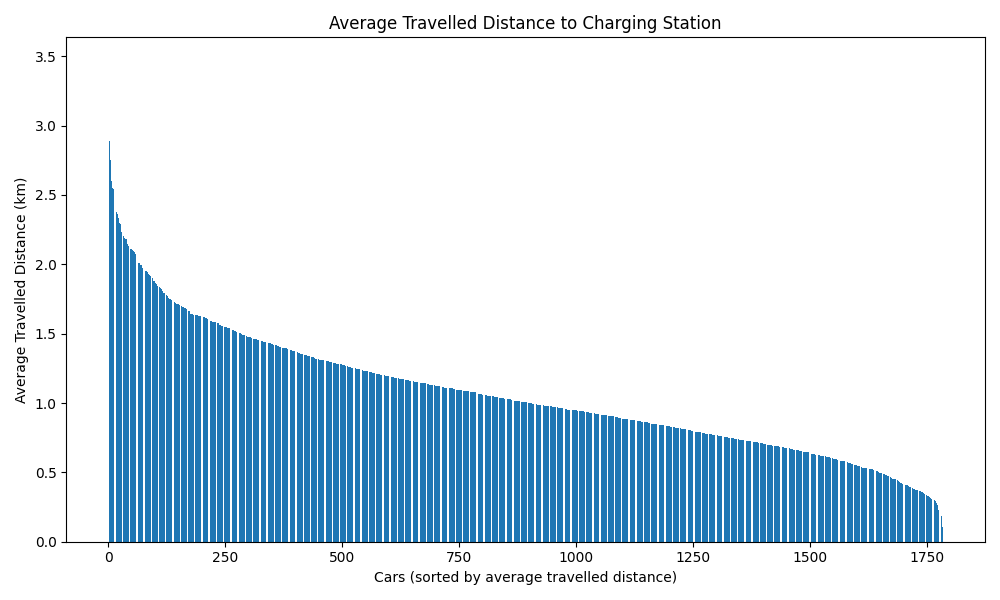 Average Travelled Distance to Charging Station
Average Travelled Distance (km)
3.5
3.0
2.5
2.0
1.5
1.0
0.5
0.0
0 250 500 750 1000 1250 1500 1750
Cars (sorted by average travelled distance)